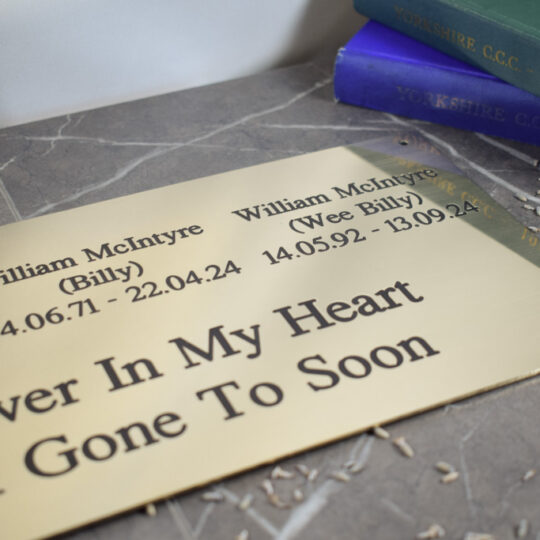 YORKSHIRE C.C.C.
YORKSHIRE
illiam McIntyre
(Billy)
4.06.71 - 22.04.24
William McIntyre
(Wee Billy)
14.05.92 - 13.09.24
ver In My Heart
Gone To Soon